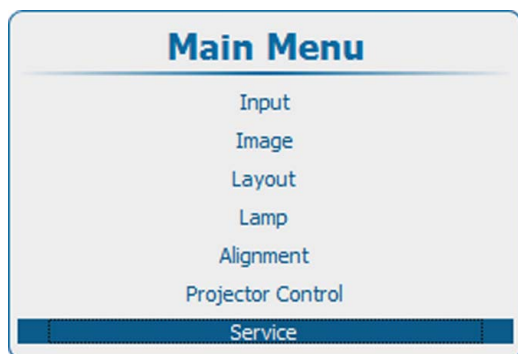 Main Menu
Input
Image
Layout
Lamp
Alignment
Projector Control
Service